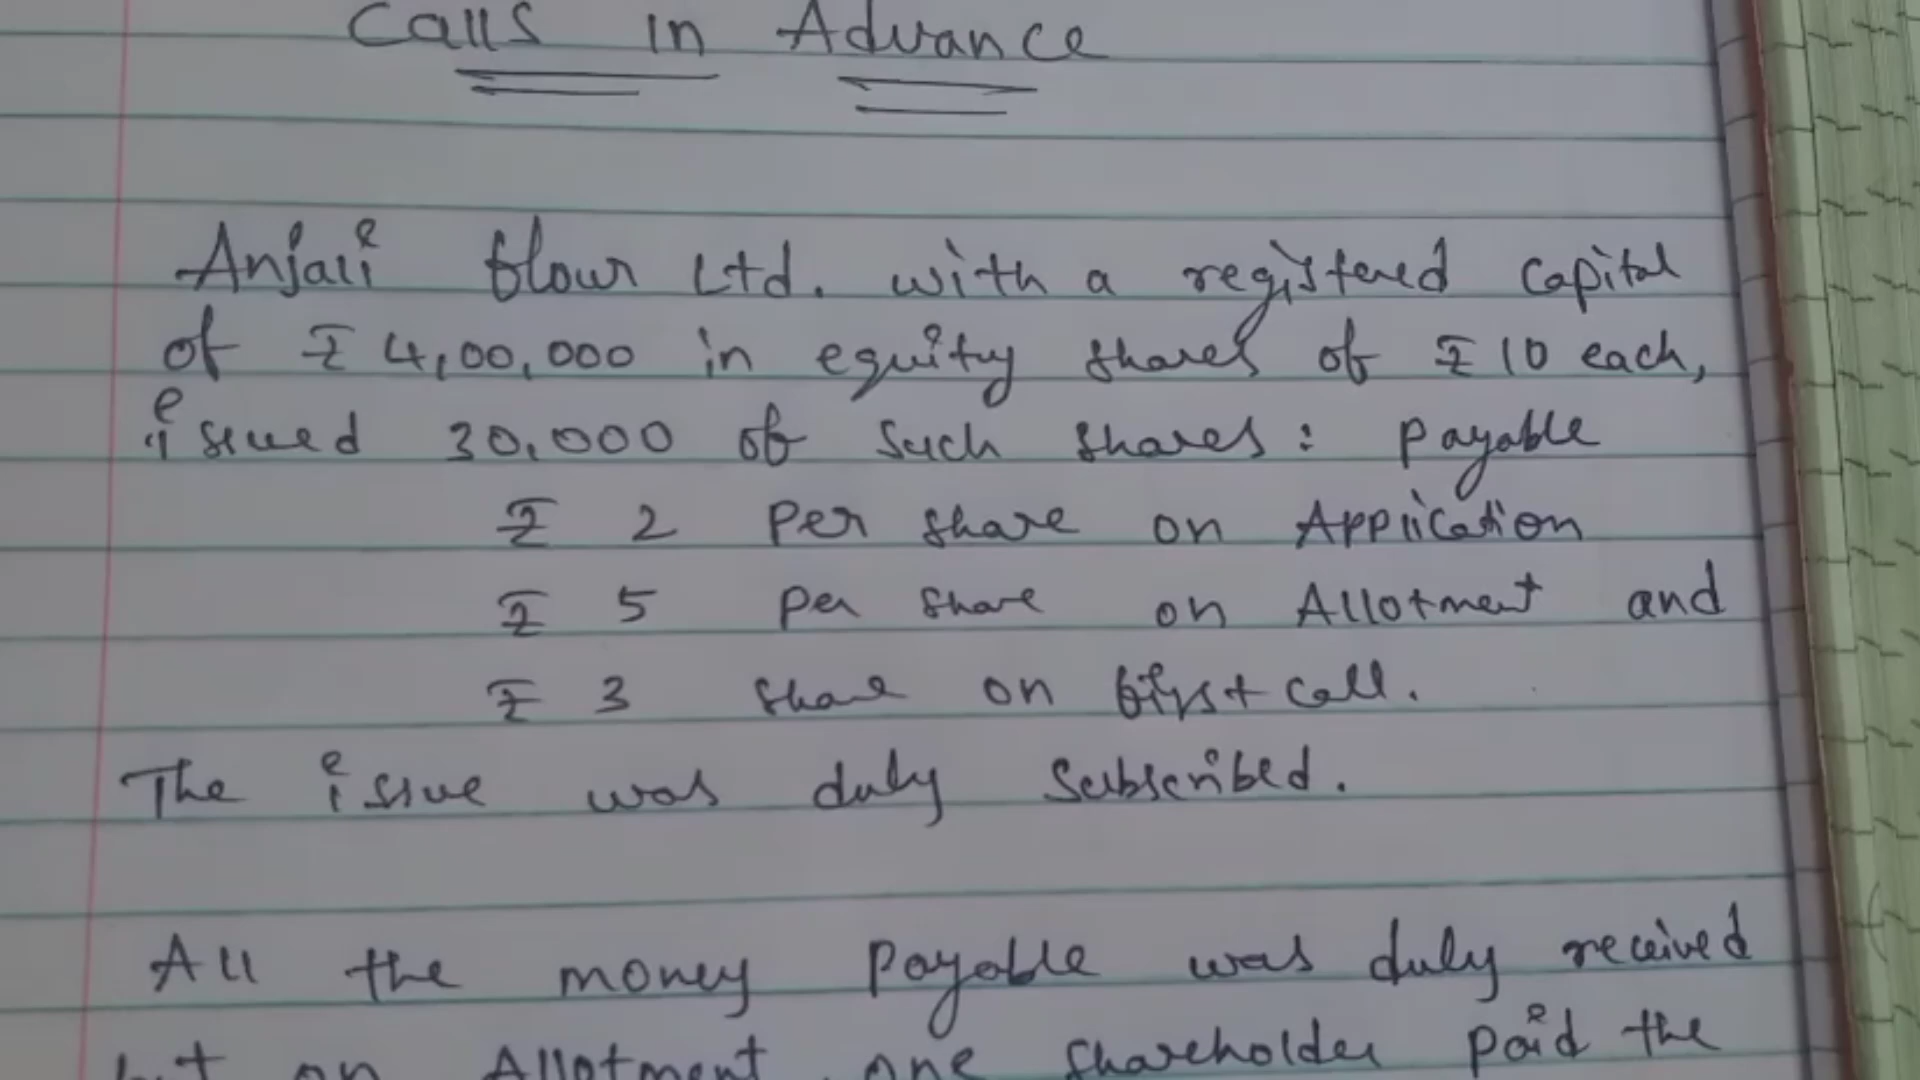 Calls in Advance
Anjali flour Ltd. with a registered capital
of ₹ 4,00,000 in equity shares of ₹ 10 each,
issued 30,000 of such shares: payable
₹ 2 per share on Application
₹ 5 per share on Allotment and
₹ 3 share on first call.
The issue was duly subscribed.
All the money payable was duly received
but on Allotment, one shareholder paid the